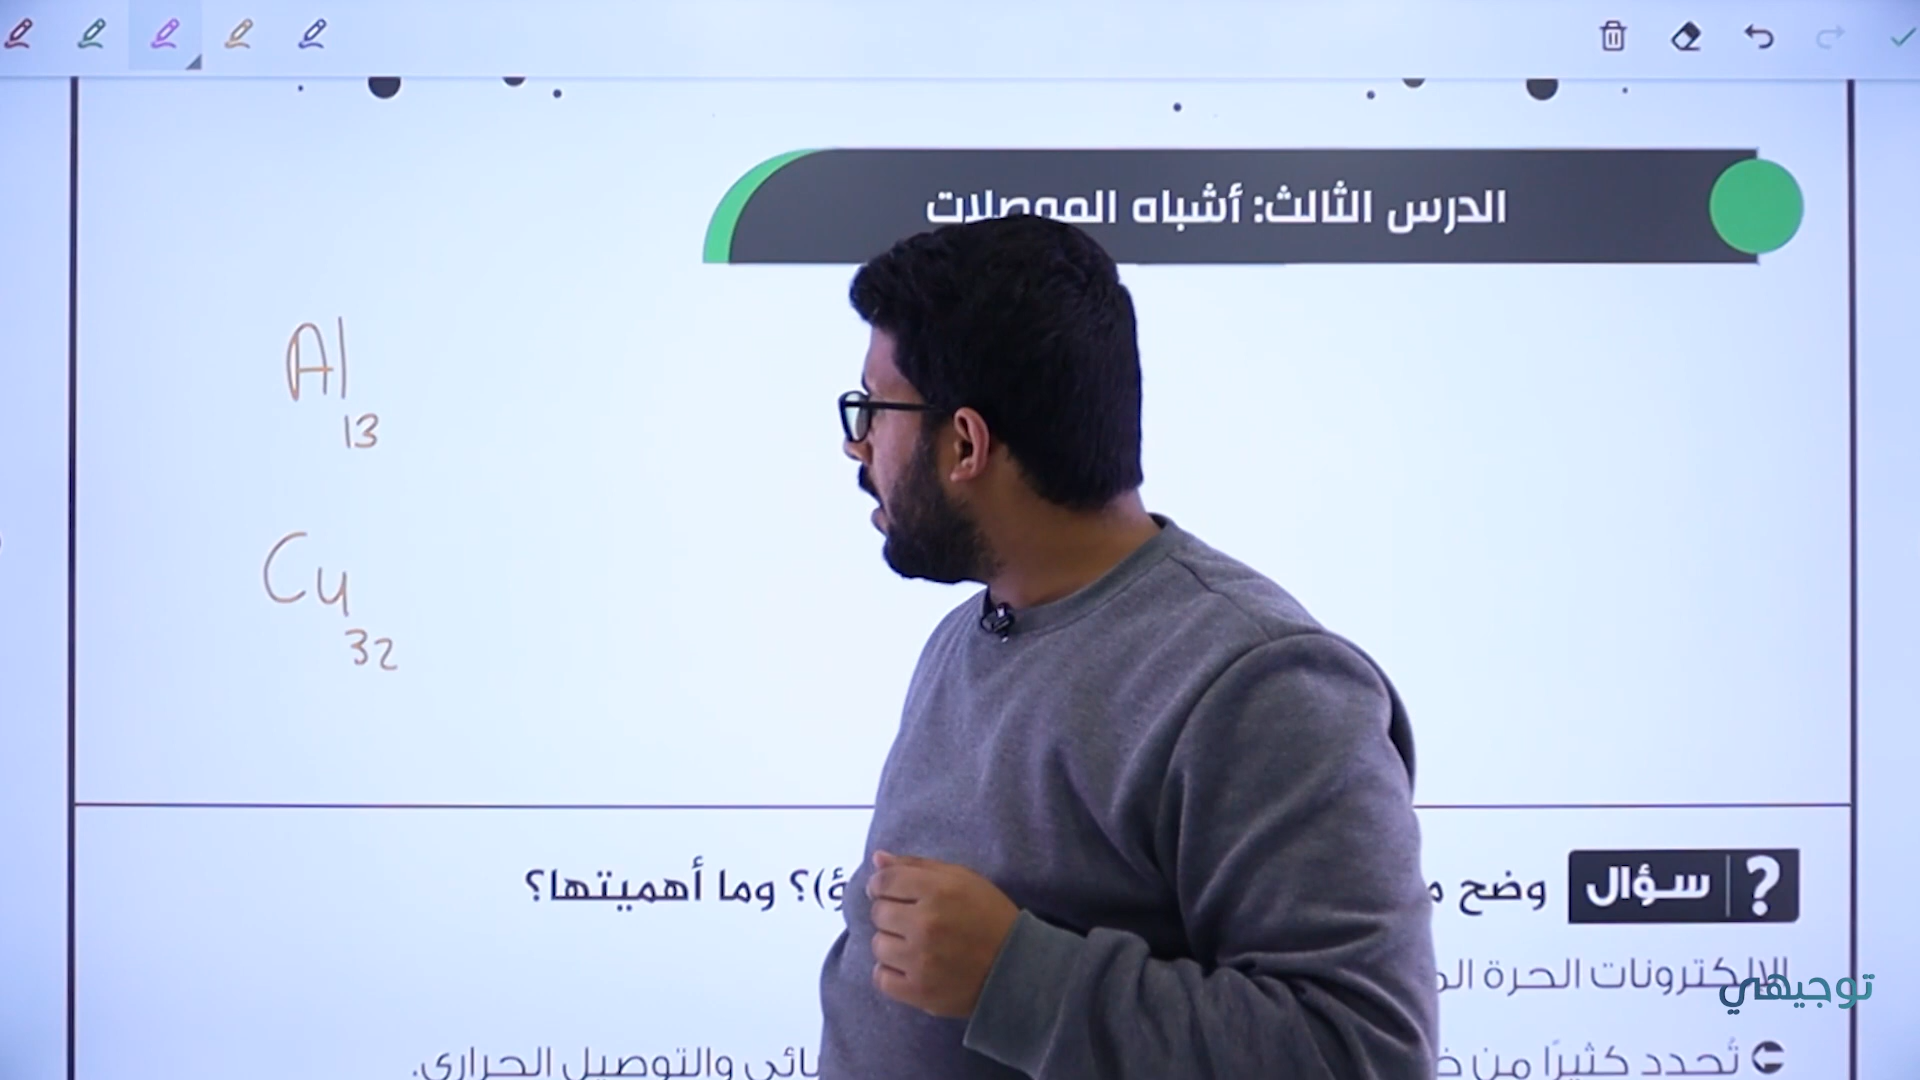 الدرس الثالث: أشباه الموصلات
Al
13
Cu
32
? سؤال وضح ؤ)؟ وما أهميتها؟
الإلكترونات الحرة
توجيهي
تُحدد كثيرًا من والتوصيل الحراري.